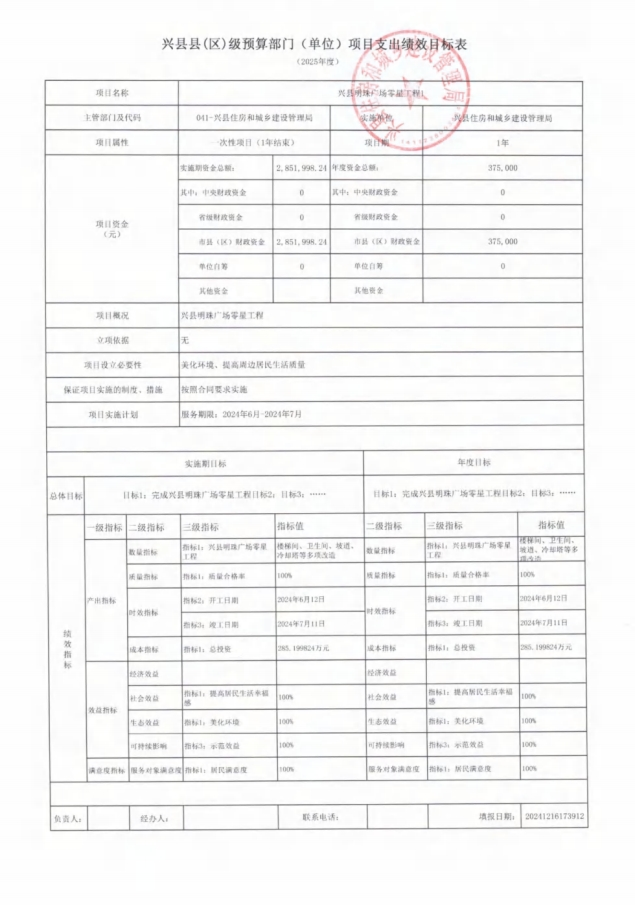 兴县县(区)级预算部门（单位）项目支出绩效目标表
（2025年度）
项目名称 兴县明珠广场零星工程1
主管部门及代码 041-兴县住房和城乡建设管理局 实施单位 兴县住房和城乡建设管理局
项目属性 一次性项目（1年结束） 项目期 1年
项目资金
（元）
实施期资金总额： 2,851,998.24 年度资金总额： 375,000
其中：中央财政资金 0 其中：中央财政资金 0
省级财政资金 0 省级财政资金 0
市县（区）财政资金 2,851,998.24 市县（区）财政资金 375,000
单位自筹 0 单位自筹 0
其他资金 其他资金
项目概况 兴县明珠广场零星工程
立项依据 无
项目设立必要性 美化环境、提高周边居民生活质量
保证项目实施的制度、措施 按照合同要求实施
项目实施计划 服务期限：2024年6月-2024年7月
实施期目标 年度目标
总体目标 目标1：完成兴县明珠广场零星工程目标2；目标3：…… 目标1：完成兴县明珠广场零星工程目标2；目标3：……
绩效指标
一级指标 二级指标 三级指标 指标值 二级指标 三级指标 指标值
产出指标
数量指标 指标1：兴县明珠广场零星工程 楼梯间、卫生间、坡道、冷却塔等多项改造 数量指标 指标1：兴县明珠广场零星工程 楼梯间、卫生间、坡道、冷却塔等多项改造
质量指标 指标1：质量合格率 100% 质量指标 指标1：质量合格率 100%
时效指标 指标2：开工日期 2024年6月12日 时效指标 指标2：开工日期 2024年6月12日
指标3：竣工日期 2024年7月11日 指标3：竣工日期 2024年7月11日
成本指标 指标1：总投资 285.199824万元 成本指标 指标1：总投资 285.199824万元
效益指标
经济效益 经济效益
社会效益 指标1：提高居民生活幸福感 100% 社会效益 指标1：提高居民生活幸福感 100%
生态效益 指标1：美化环境 100% 生态效益 指标1：美化环境 100%
可持续影响 指标3：示范效益 100% 可持续影响 指标3：示范效益 100%
满意度指标 服务对象满意度 指标1：居民满意度 100% 服务对象满意度 指标1：居民满意度 100%
负责人： 经办人： 联系电话： 填报日期： 20241216173912